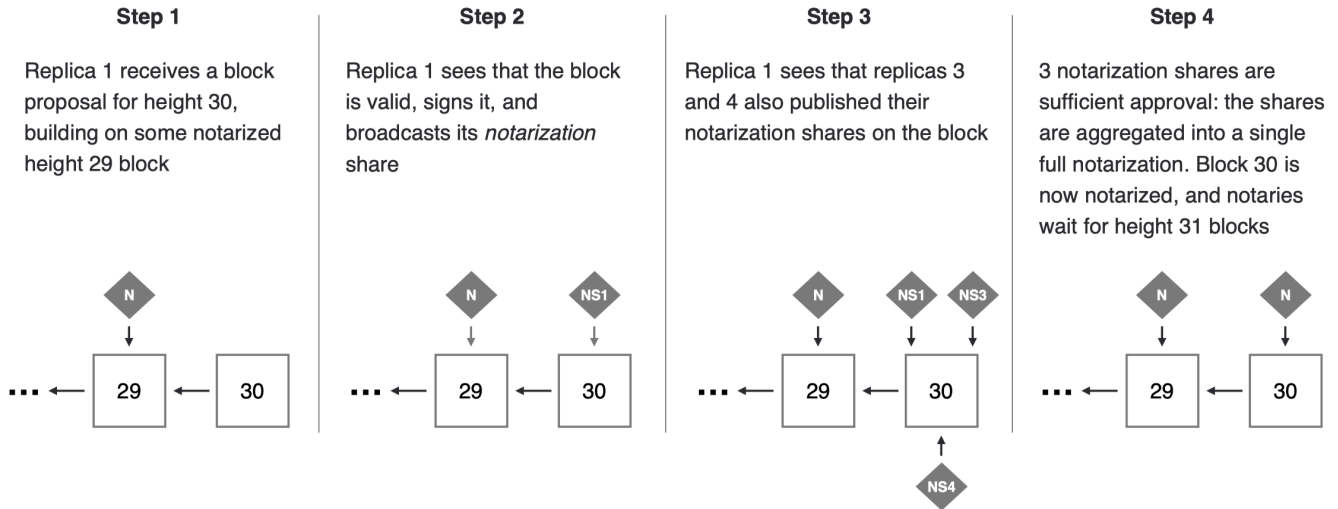 Step 1
Replica 1 receives a block
proposal for height 30,
building on some notarized
height 29 block
N
29
30
Step 2
Replica 1 sees that the block
is valid, signs it, and
broadcasts its notarization
share
N
NS1
29
30
Step 3
Replica 1 sees that replicas 3
and 4 also published their
notarization shares on the block
N
NS1
NS3
29
30
NS4
Step 4
3 notarization shares are
sufficient approval: the shares
are aggregated into a single
full notarization. Block 30 is
now notarized, and notaries
wait for height 31 blocks
N
N
29
30